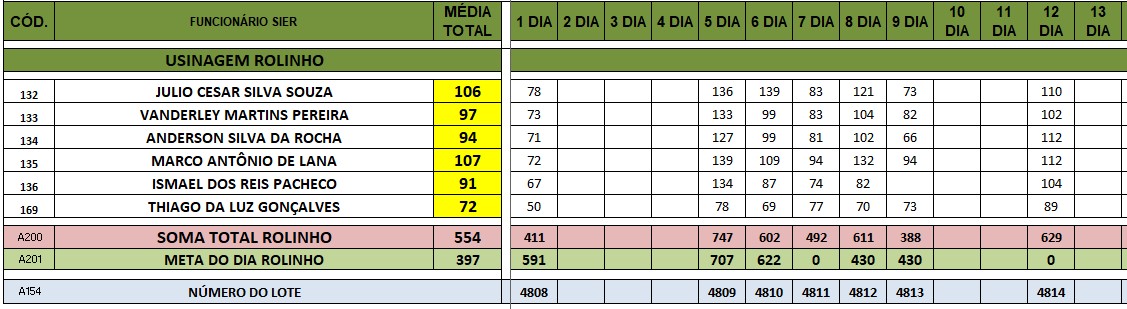 CÓD. FUNCIONÁRIO SIER MÉDIA TOTAL 1 DIA 2 DIA 3 DIA 4 DIA 5 DIA 6 DIA 7 DIA 8 DIA 9 DIA 10 DIA 11 DIA 12 DIA 13 DIA
USINAGEM ROLINHO
132 JULIO CESAR SILVA SOUZA 106 78 136 139 83 121 73 110
133 VANDERLEY MARTINS PEREIRA 97 73 133 99 83 104 82 102
134 ANDERSON SILVA DA ROCHA 94 71 127 99 81 102 66 112
135 MARCO ANTÔNIO DE LANA 107 72 139 109 94 132 94 112
136 ISMAEL DOS REIS PACHECO 91 67 134 87 74 82 104
169 THIAGO DA LUZ GONÇALVES 72 50 78 69 77 70 73 89
A200 SOMA TOTAL ROLINHO 554 411 747 602 492 611 388 629
A201 META DO DIA ROLINHO 397 591 707 622 0 430 430 0
A154 NÚMERO DO LOTE 4808 4809 4810 4811 4812 4813 4814